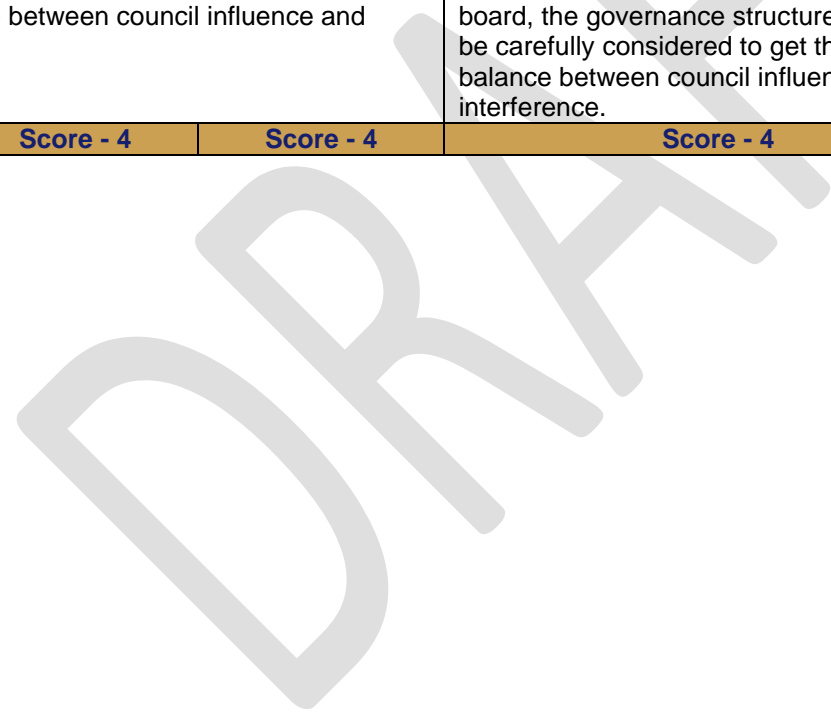 between council influence and
board, the governance structure
be carefully considered to get th
balance between council influen
interference.
Score - 4 Score - 4 Score - 4
DRA